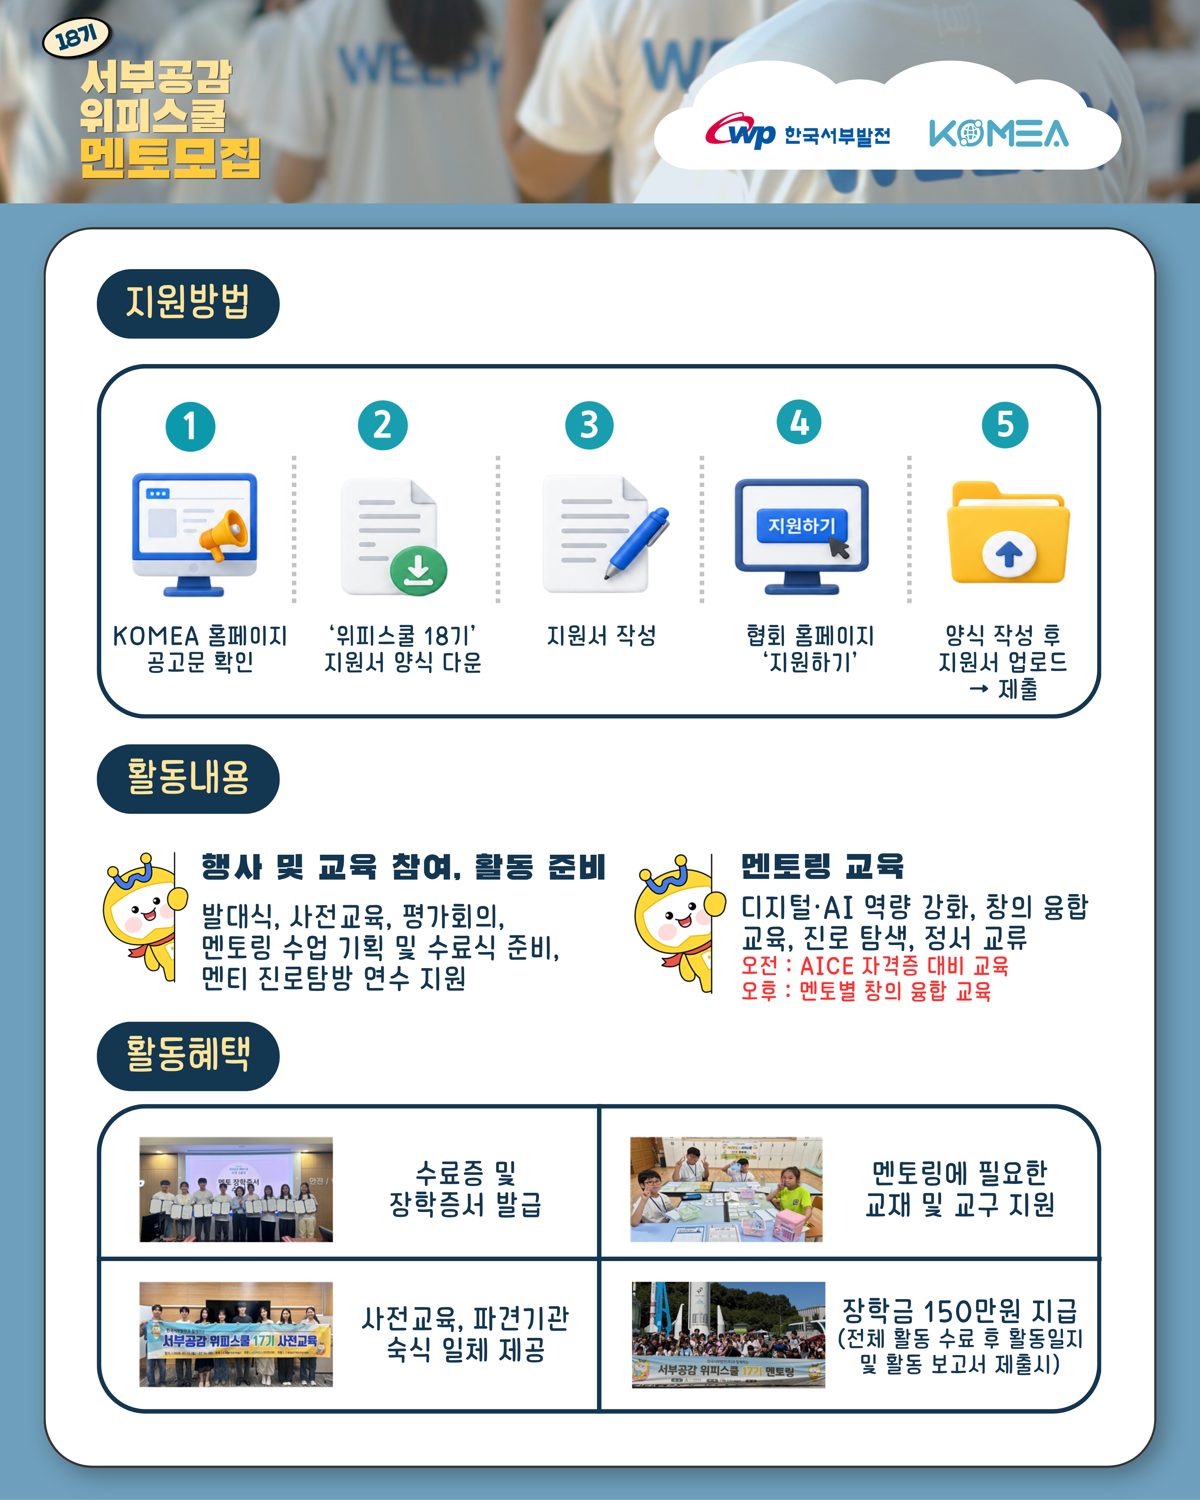 18기
서부공감
위피스쿨
멘토모집
WEEPY
WE
wp 한국서부발전
KOMEA
지원방법
1
2
3
4
5
지원하기
KOMEA 홈페이지
공고문 확인
‘위피스쿨 18기’
지원서 양식 다운
지원서 작성
협회 홈페이지
‘지원하기’
양식 작성 후
지원서 업로드
→ 제출
활동내용
행사 및 교육 참여, 활동 준비
발대식, 사전교육, 평가회의,
멘토링 수업 기획 및 수료식 준비,
멘티 진로탐방 연수 지원
멘토링 교육
디지털·AI 역량 강화, 창의 융합
교육, 진로 탐색, 정서 교류
오전 : AICE 자격증 대비 교육
오후 : 멘토별 창의 융합 교육
활동혜택
멘토 장학증서
수료증 및
장학증서 발급
멘토링에 필요한
교재 및 교구 지원
서부공감 위피스쿨 17기 사전교육
사전교육, 파견기관
숙식 일체 제공
서부공감 위피스쿨 17기 멘토링
장학금 150만원 지급
(전체 활동 수료 후 활동일지
및 활동 보고서 제출시)